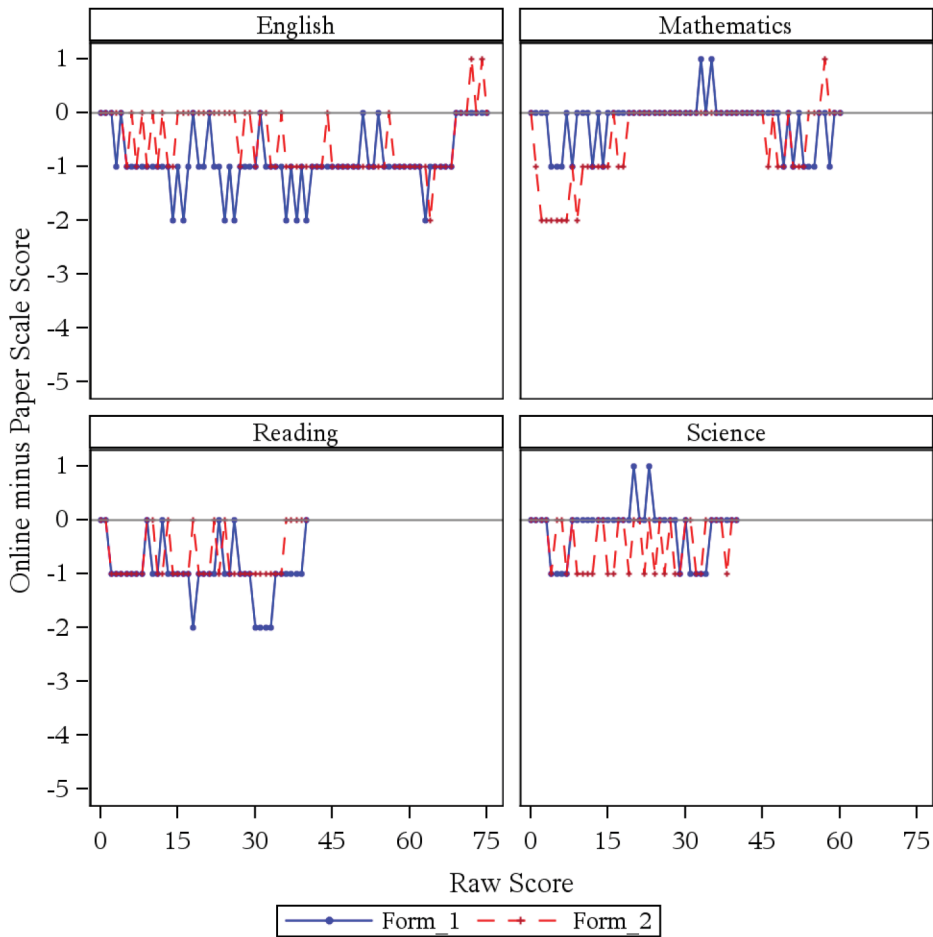 English
Mathematics
1
0
-1
-2
-3
-4
-5
Reading
Science
1
0
-1
-2
-3
-4
-5
Online minus Paper Scale Score
0 15 30 45 60 75 0 15 30 45 60 75
Raw Score
Form_1 Form_2